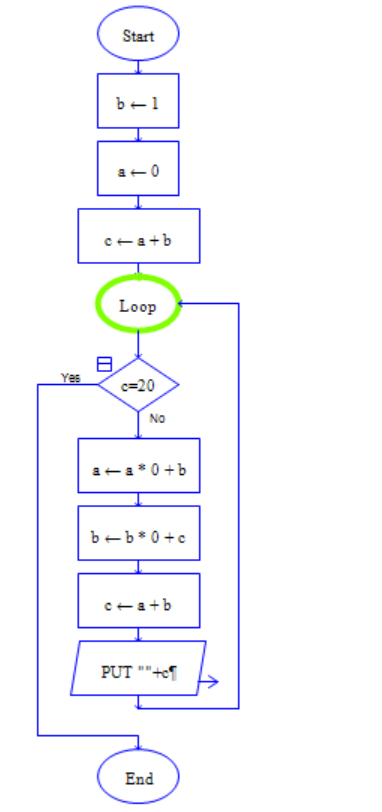 Start
b ← 1
a ← 0
c ← a + b
Loop
Yes
c=20
No
a ← a * 0 + b
b ← b * 0 + c
c ← a + b
PUT ""+c¶
End